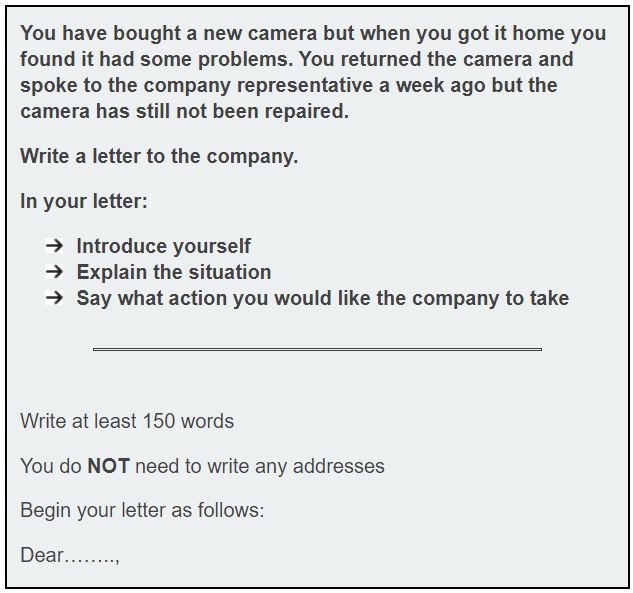 You have bought a new camera but when you got it home you
found it had some problems. You returned the camera and
spoke to the company representative a week ago but the
camera has still not been repaired.
Write a letter to the company.
In your letter:
→ Introduce yourself
→ Explain the situation
→ Say what action you would like the company to take
Write at least 150 words
You do NOT need to write any addresses
Begin your letter as follows:
Dear……..,